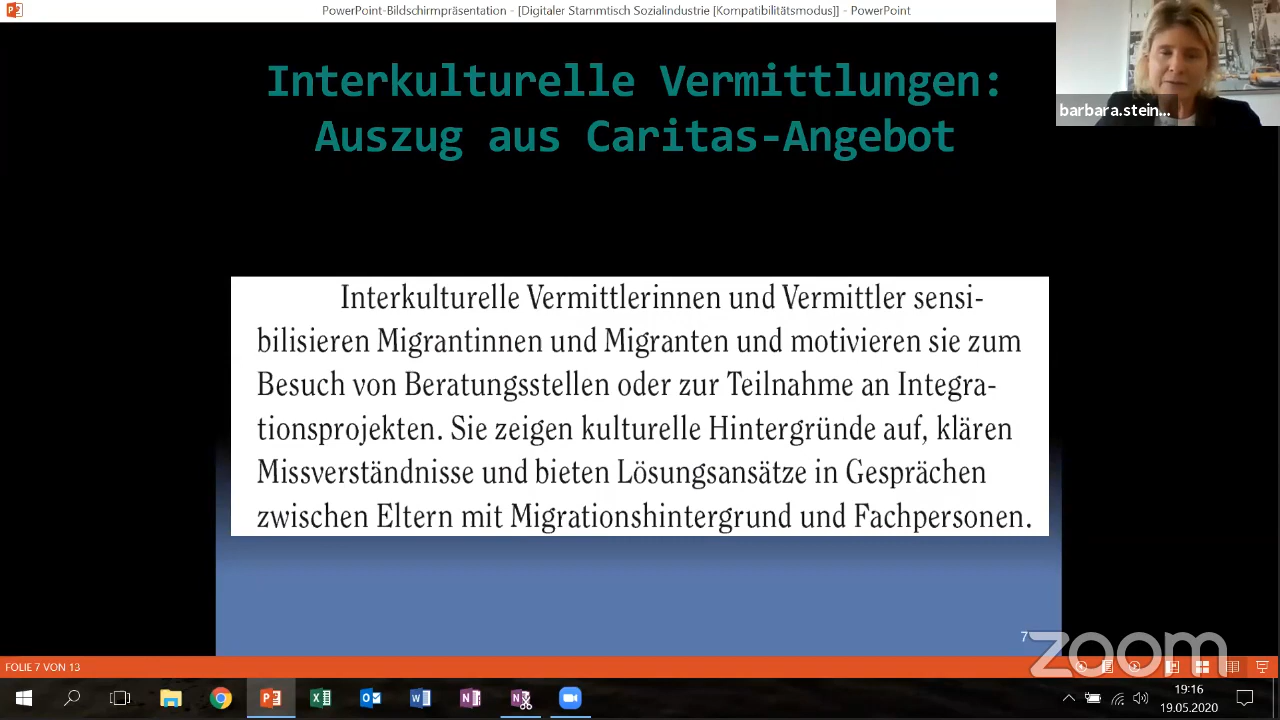 PowerPoint-Bildschirmpräsentation - [Digitaler Stammtisch Sozialindustrie [Kompatibilitätsmodus]] - PowerPoint
barbara.stein...
Interkulturelle Vermittlungen:
Auszug aus Caritas-Angebot
Interkulturelle Vermittlerinnen und Vermittler sensi-
bilisieren Migrantinnen und Migranten und motivieren sie zum
Besuch von Beratungsstellen oder zur Teilnahme an Integra-
tionsprojekten. Sie zeigen kulturelle Hintergründe auf, klären
Missverständnisse und bieten Lösungsansätze in Gesprächen
zwischen Eltern mit Migrationshintergrund und Fachpersonen.
7
zoom
FOLIE 7 VON 13
19:16
19.05.2020